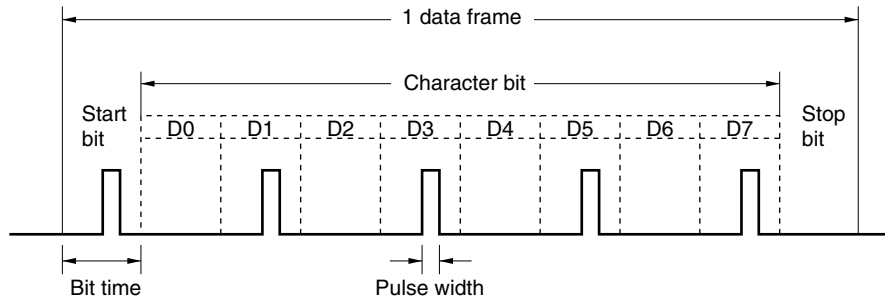 1 data frame
Character bit
Start bit
D0 D1 D2 D3 D4 D5 D6 D7
Stop bit
Bit time
Pulse width